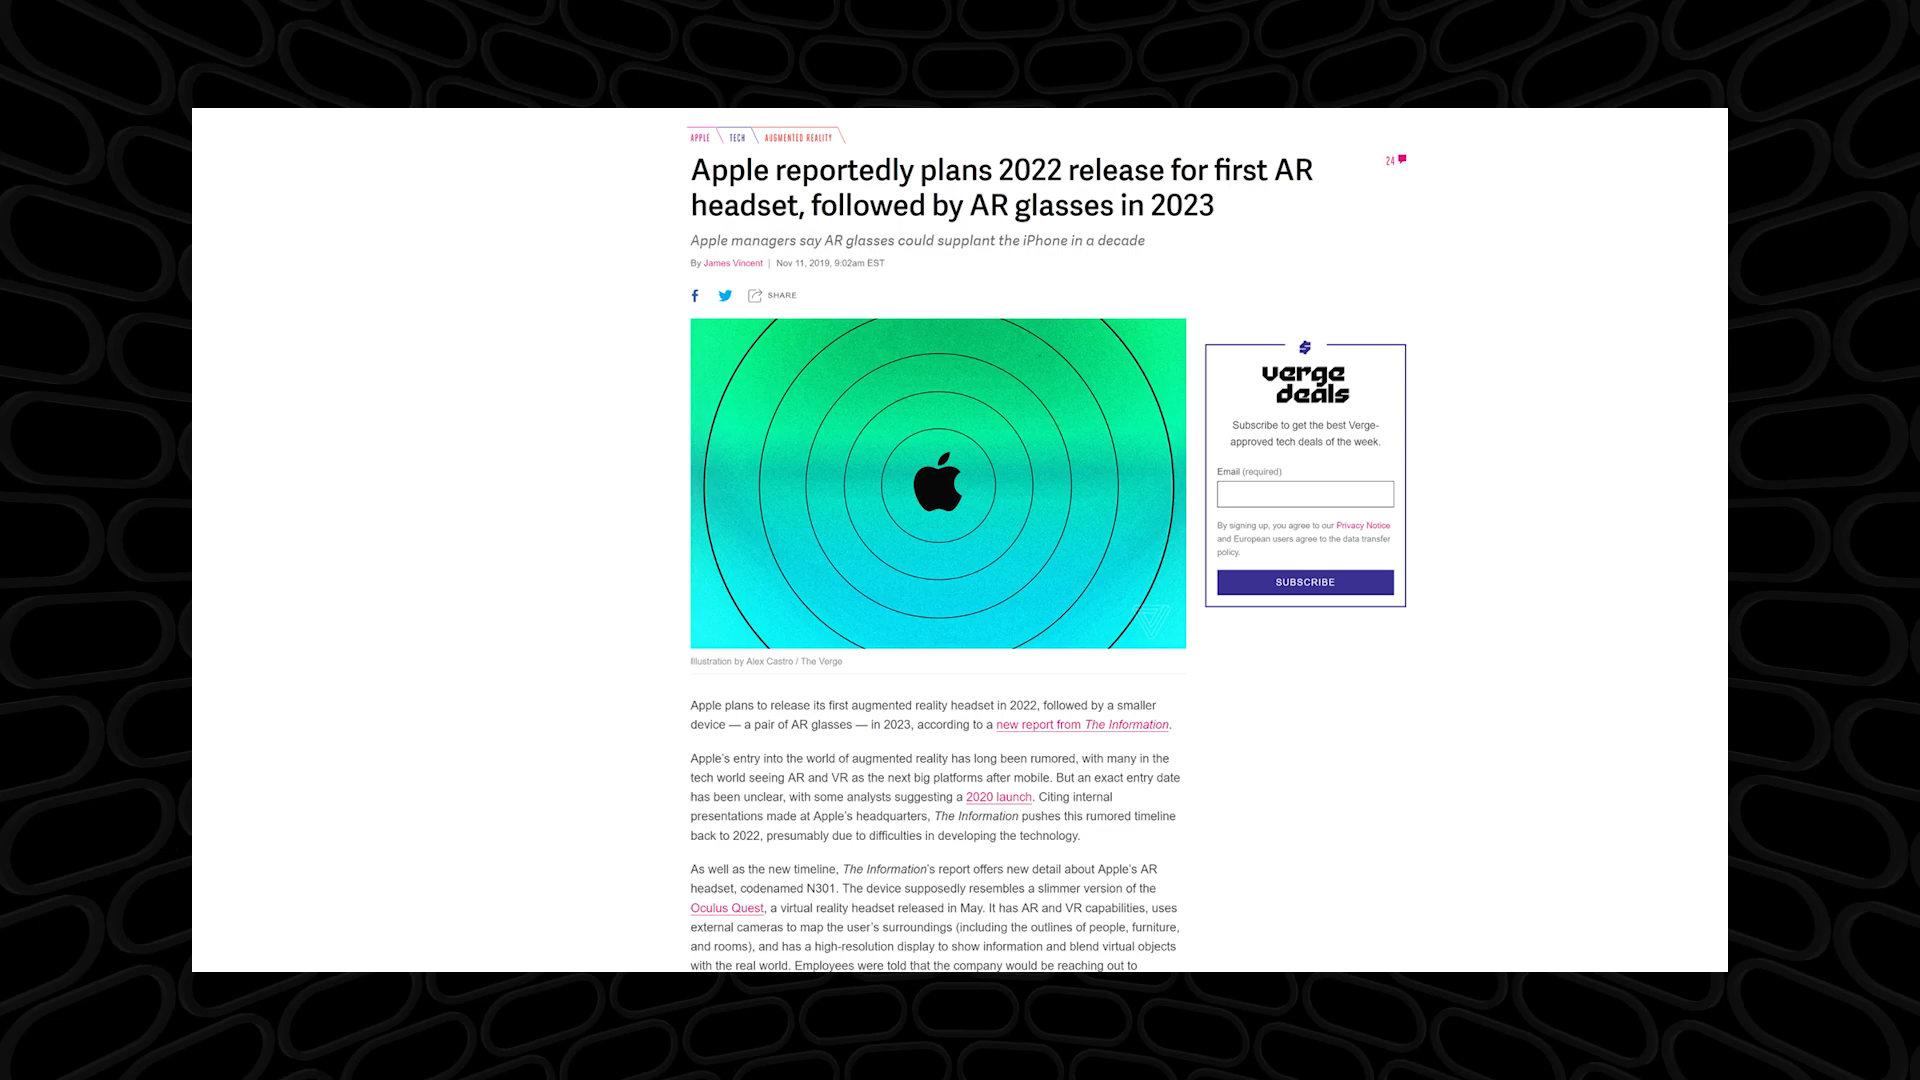 APPLE TECH AUGMENTED REALITY
Apple reportedly plans 2022 release for first AR
headset, followed by AR glasses in 2023
24
Apple managers say AR glasses could supplant the iPhone in a decade
By James Vincent | Nov 11, 2019, 9:02am EST
SHARE
Illustration by Alex Castro / The Verge
Apple plans to release its first augmented reality headset in 2022, followed by a smaller
device — a pair of AR glasses — in 2023, according to a new report from The Information.
Apple’s entry into the world of augmented reality has long been rumored, with many in the
tech world seeing AR and VR as the next big platforms after mobile. But an exact entry date
has been unclear, with some analysts suggesting a 2020 launch. Citing internal
presentations made at Apple’s headquarters, The Information pushes this rumored timeline
back to 2022, presumably due to difficulties in developing the technology.
As well as the new timeline, The Information’s report offers new detail about Apple’s AR
headset, codenamed N301. The device supposedly resembles a slimmer version of the
Oculus Quest, a virtual reality headset released in May. It has AR and VR capabilities, uses
external cameras to map the user’s surroundings (including the outlines of people, furniture,
and rooms), and has a high-resolution display to show information and blend virtual objects
with the real world. Employees were told that the company would be reaching out to
verge
deals
Subscribe to get the best Verge-
approved tech deals of the week.
Email (required)
By signing up, you agree to our Privacy Notice
and European users agree to the data transfer
policy.
SUBSCRIBE